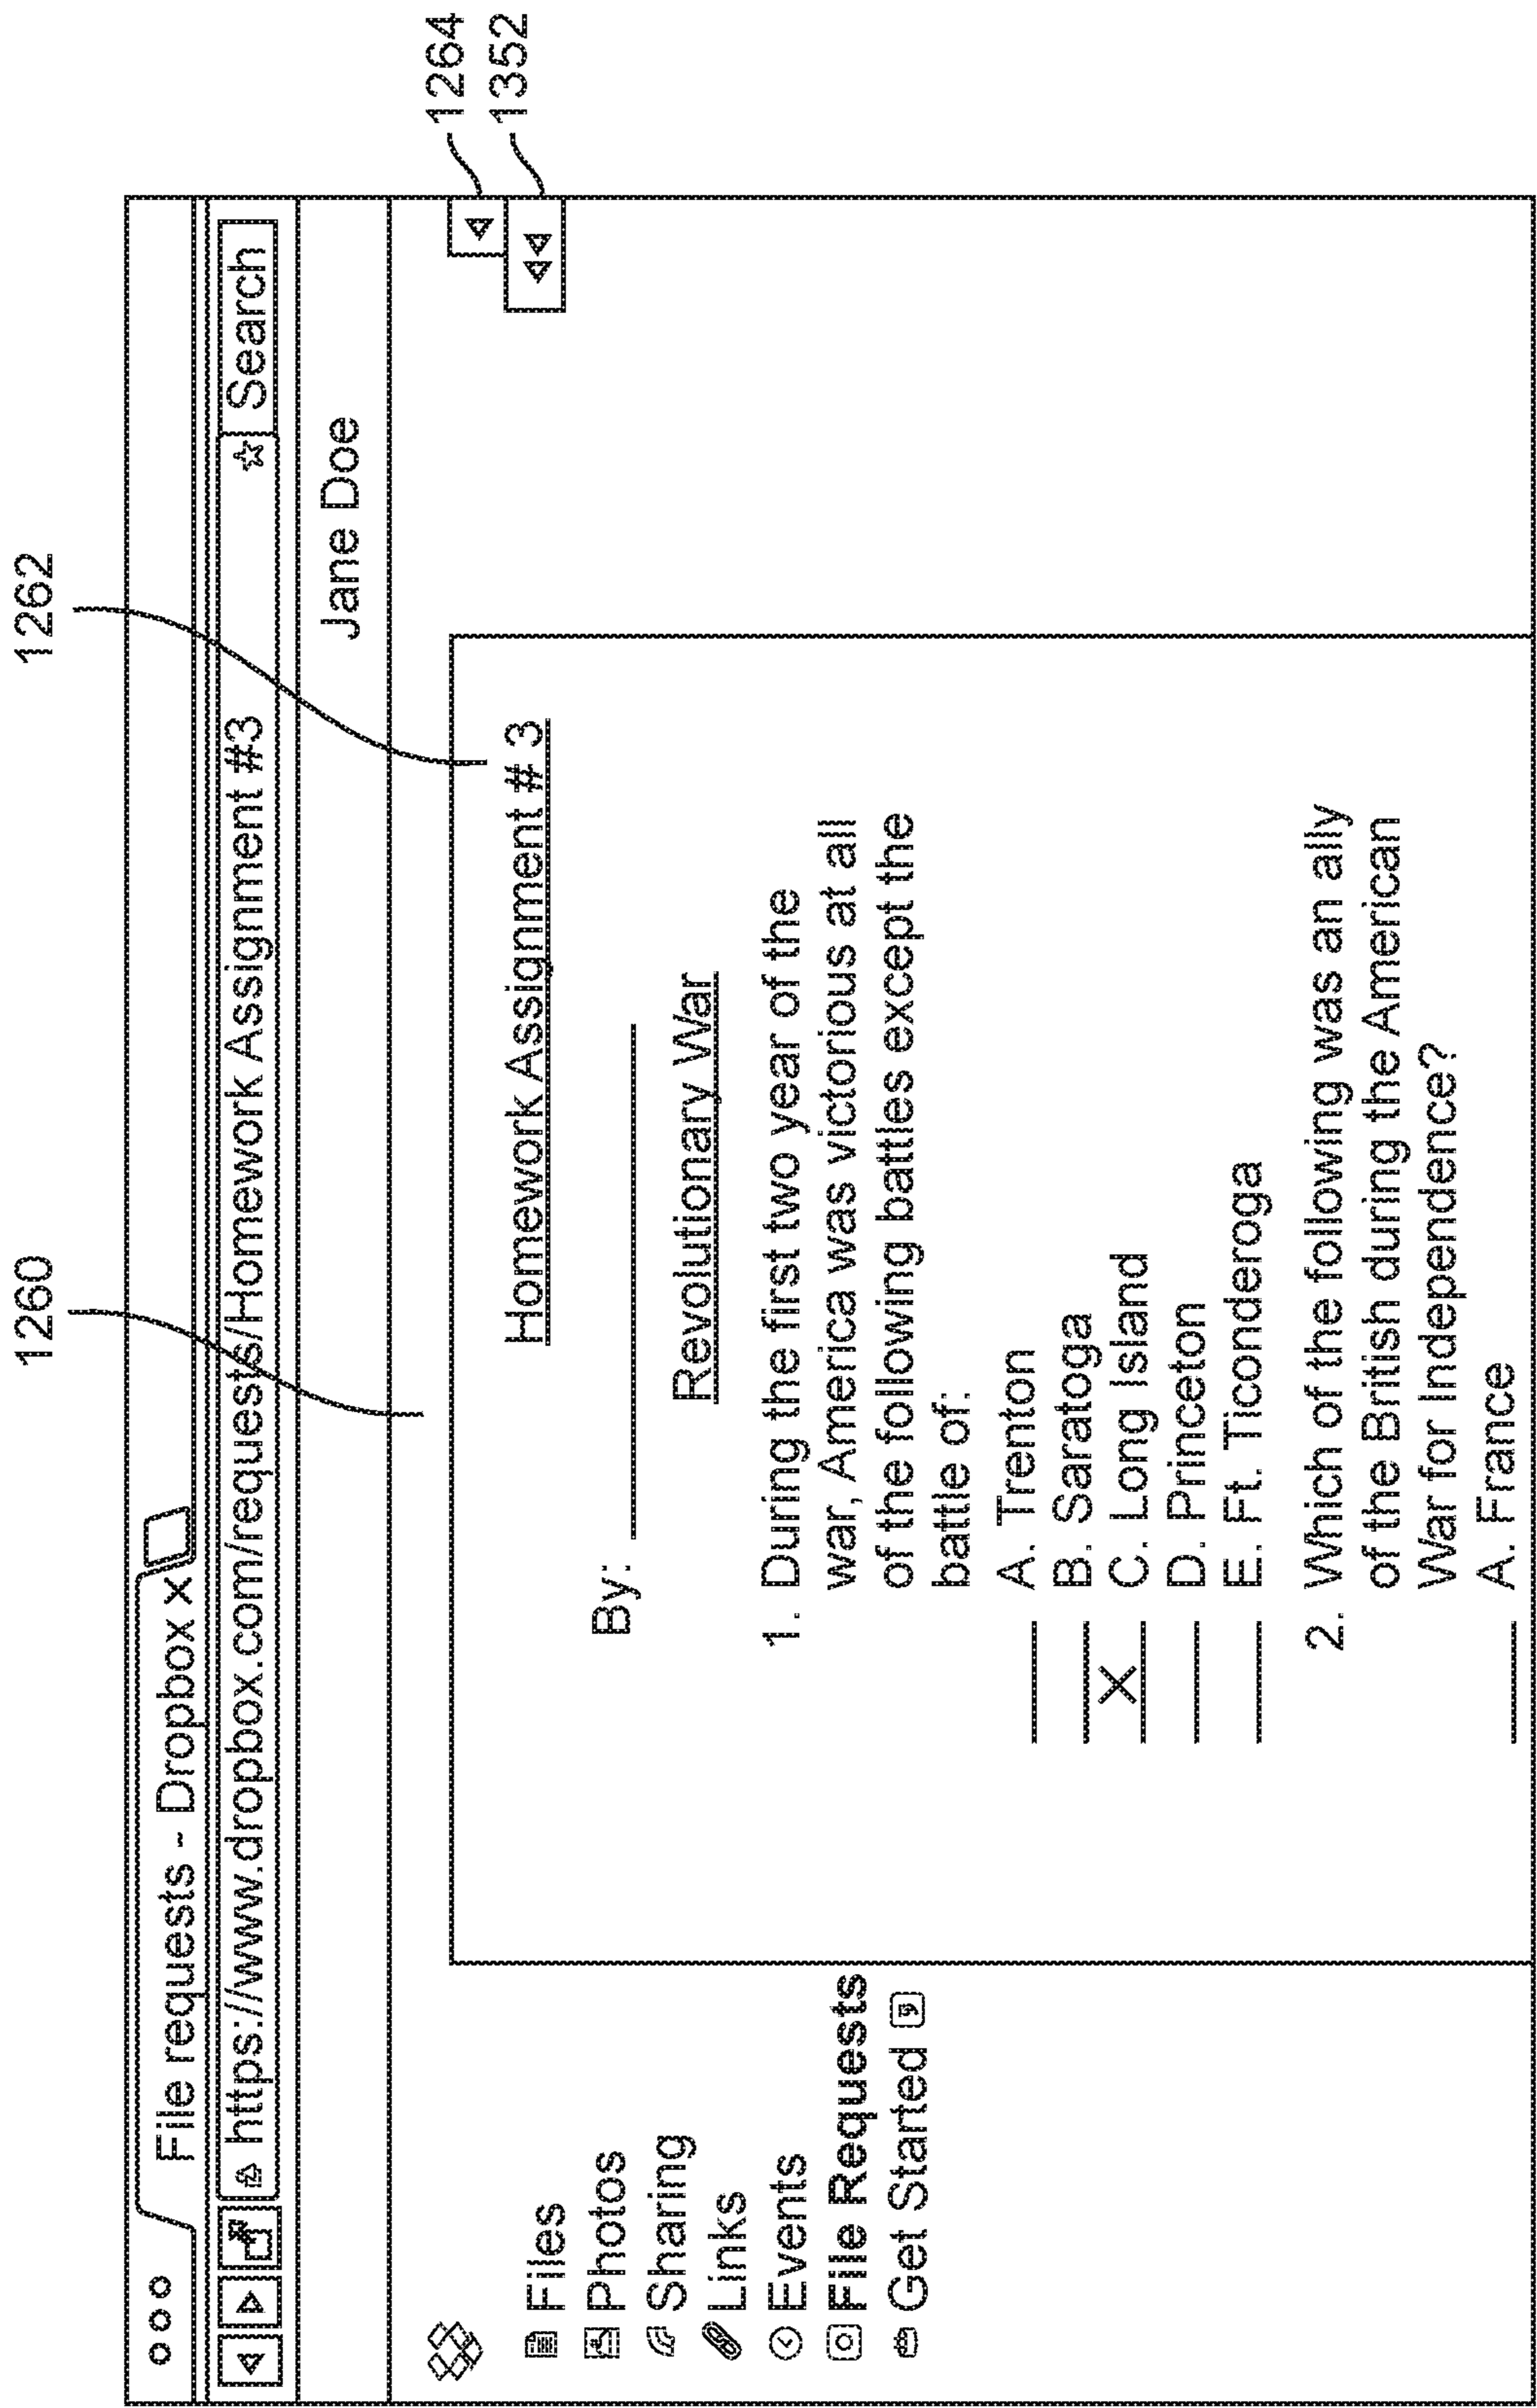 1260
1262
File requests - Dropbox X
https://www.dropbox.com/requests/Homework Assignment #3
Search
Jane Doe
1264
1352
Files
Photos
Sharing
Links
Events
File Requests
Get Started
Homework Assignment # 3
By:
Revolutionary War
1. During the first two year of the
war, America was victorious at all
of the following battles except the
battle of:
A. Trenton
B. Saratoga
X C. Long Island
D. Princeton
E. Ft. Ticonderoga
2. Which of the following was an ally
of the British during the American
War for Independence?
A. France